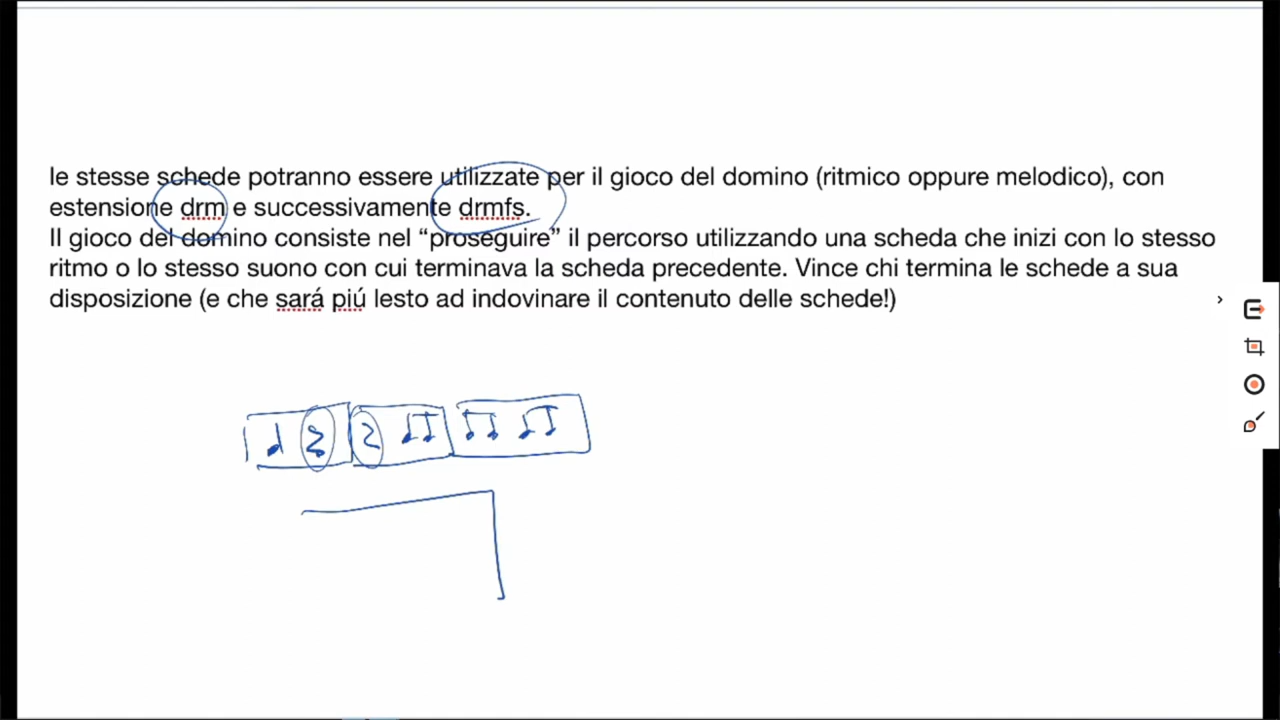 le stesse schede potranno essere utilizzate per il gioco del domino (ritmico oppure melodico), con
estensione drm e successivamente drmfs.
Il gioco del domino consiste nel “proseguire” il percorso utilizzando una scheda che inizi con lo stesso
ritmo o lo stesso suono con cui terminava la scheda precedente. Vince chi termina le schede a sua
disposizione (e che sará piú lesto ad indovinare il contenuto delle schede!)